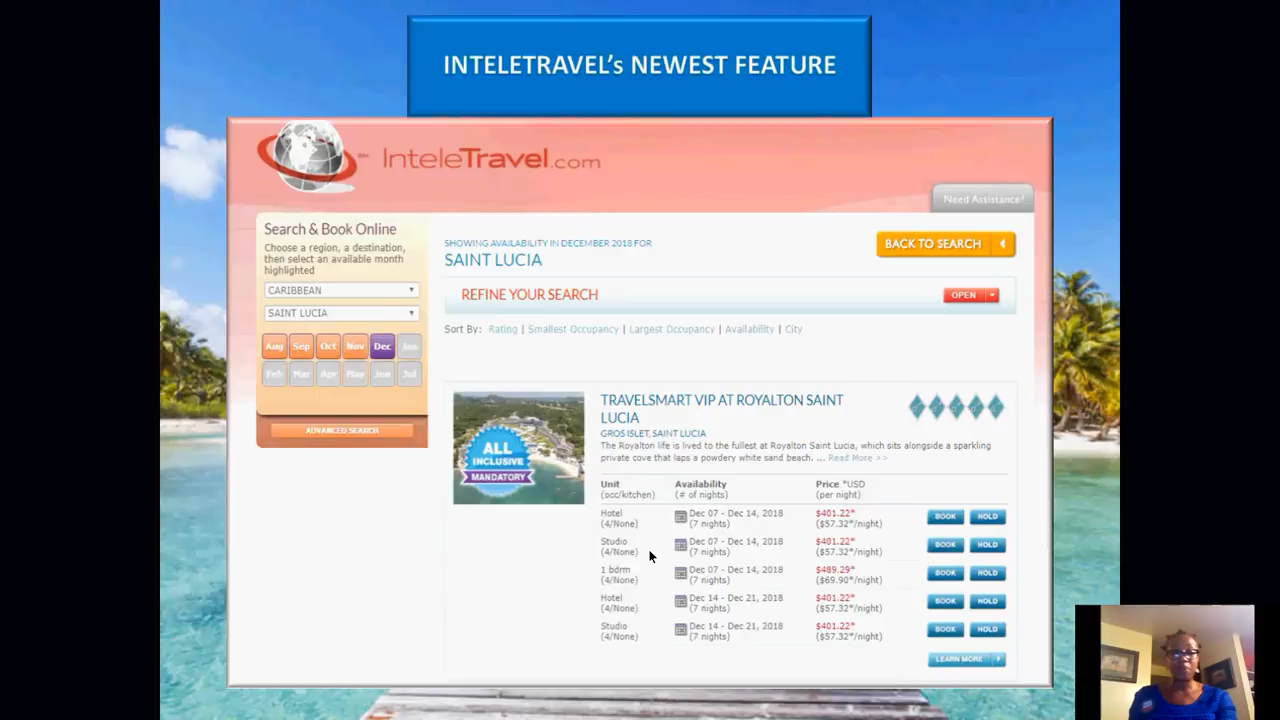 INTELETRAVEL's NEWEST FEATURE
InteleTravel.com
Need Assistance?
Search & Book Online
Choose a region, a destination,
then select an available month
highlighted
CARIBBEAN
SAINT LUCIA
Aug Sep Oct Nov Dec Jan
Feb Mar Apr May Jun Jul
ADVANCED SEARCH
SHOWING AVAILABILITY IN DECEMBER 2018 FOR
SAINT LUCIA
BACK TO SEARCH
REFINE YOUR SEARCH
OPEN
Sort By: Rating | Smallest Occupancy | Largest Occupancy | Availability | City
ALL
INCLUSIVE
MANDATORY
TRAVELSMART VIP AT ROYALTON SAINT
LUCIA
GROS ISLET, SAINT LUCIA
The Royalton life is lived to the fullest at Royalton Saint Lucia, which sits alongside a sparkling
private cove that laps a powdery white sand beach. ... Read More >>
Unit Availability Price *USD
(occ/kitchen) (# of nights) (per night)
Hotel Dec 07 - Dec 14, 2018 $401.22* BOOK HOLD
(4/None) (7 nights) ($57.32*/night)
Studio Dec 07 - Dec 14, 2018 $401.22* BOOK HOLD
(4/None) (7 nights) ($57.32*/night)
1 bdrm Dec 07 - Dec 14, 2018 $489.29* BOOK HOLD
(4/None) (7 nights) ($69.90*/night)
Hotel Dec 14 - Dec 21, 2018 $401.22* BOOK HOLD
(4/None) (7 nights) ($57.32*/night)
Studio Dec 14 - Dec 21, 2018 $401.22* BOOK HOLD
(4/None) (7 nights) ($57.32*/night)
LEARN MORE